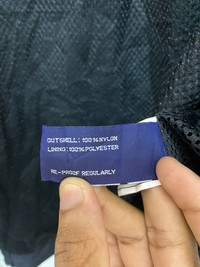 OUTSHELL: 100% NYLON
LINING: 100% POLYESTER
RE-PROOF REGULARLY